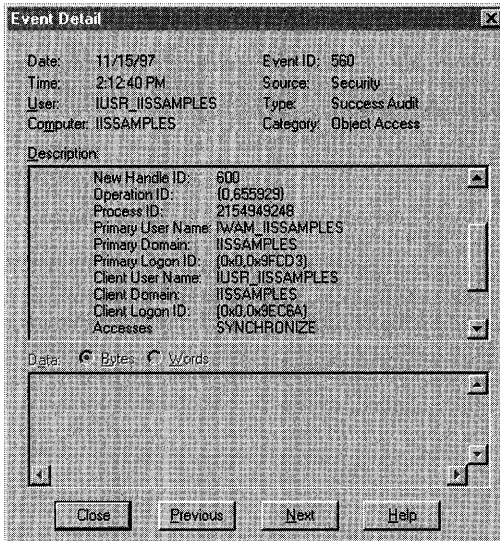 Event Detail
Date: 11/15/97 Event ID: 560
Time: 2:12:40 PM Source: Security
User: IUSR_IISSAMPLES Type: Success Audit
Computer: IISSAMPLES Category: Object Access
Description:
New Handle ID: 600
Operation ID: {0,655929}
Process ID: 2154949248
Primary User Name: IWAM_IISSAMPLES
Primary Domain: IISSAMPLES
Primary Logon ID: (0x0,0x9FCD3)
Client User Name: IUSR_IISSAMPLES
Client Domain: IISSAMPLES
Client Logon ID: (0x0,0x9EC6A)
Accesses SYNCHRONIZE
Data: Bytes Words
Close Previous Next Help